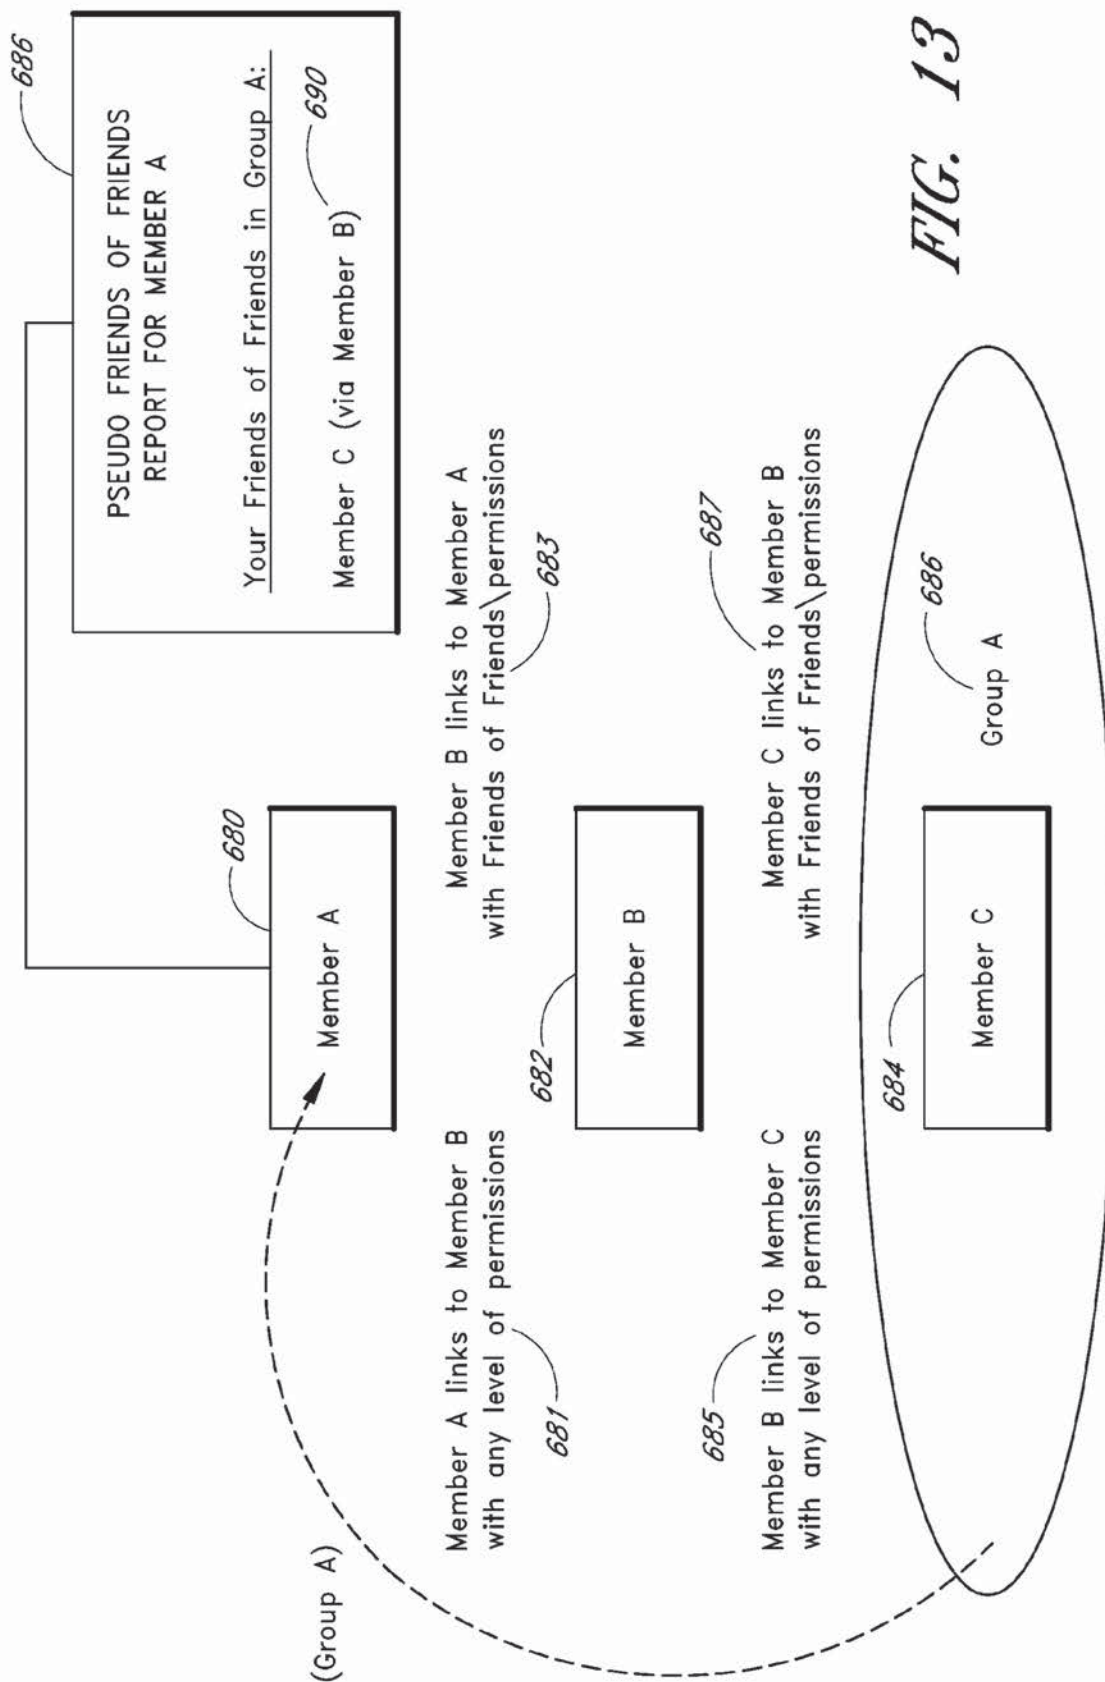 (Group A)
680
Member A
686
PSEUDO FRIENDS OF FRIENDS
REPORT FOR MEMBER A
Your Friends of Friends in Group A:
Member C (via Member B)
690
Member A links to Member B
with any level of permissions
681
Member B links to Member A
with Friends of Friends\permissions
683
682
Member B
685
Member B links to Member C
with any level of permissions
687
Member C links to Member B
with Friends of Friends\permissions
684
Member C
Group A
686
FIG. 13